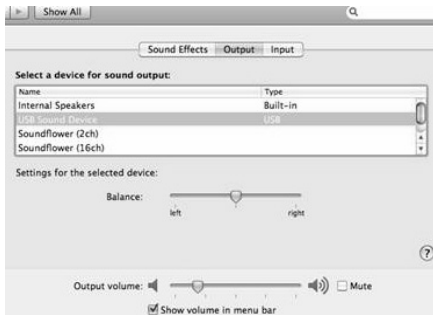 Show All
Sound Effects Output Input
Select a device for sound output:
Name Type
Internal Speakers Built-in
USB Sound Device USB
Soundflower (2ch)
Soundflower (16ch)
Settings for the selected device:
Balance:
left right
?
Output volume: Mute
Show volume in menu bar